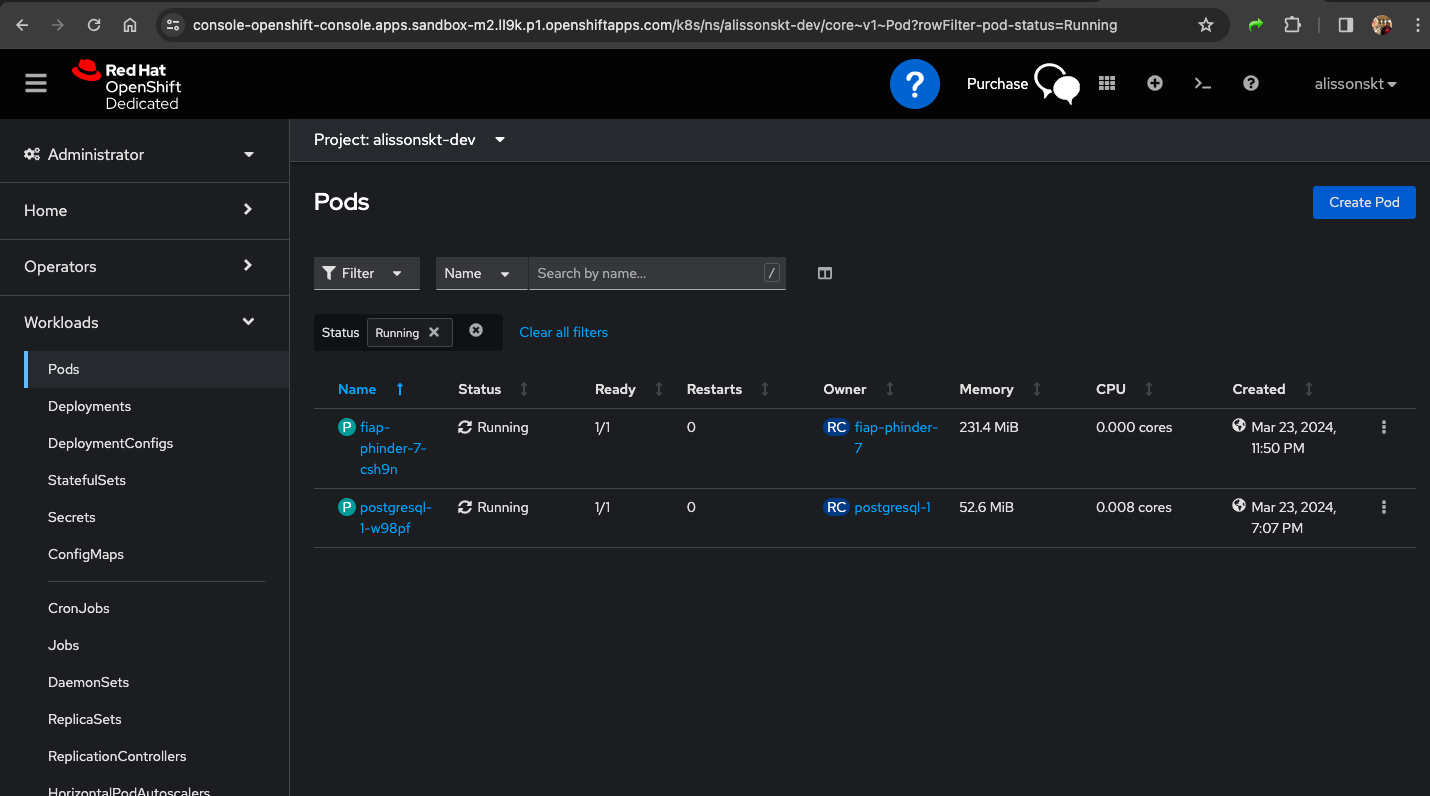 console-openshift-console.apps.sandbox-m2.ll9k.p1.openshiftapps.com/k8s/ns/alissonskt-dev/core~v1~Pod?rowFilter-pod-status=Running
Red Hat
OpenShift
Dedicated
?
Purchase
alissonskt
Administrator
Project: alissonskt-dev
Home
Operators
Workloads
Pods
Deployments
DeploymentConfigs
StatefulSets
Secrets
ConfigMaps
CronJobs
Jobs
DaemonSets
ReplicaSets
ReplicationControllers
HorizontalPodAutoscalers
Pods
Create Pod
Filter
Name
Search by name...
/
Status
Running
Clear all filters
Name Status Ready Restarts Owner Memory CPU Created
P fiap- Running 1/1 0 RC fiap-phinder- 231.4 MiB 0.000 cores Mar 23, 2024,
phinder-7- 7 11:50 PM
csh9n
P postgresql- Running 1/1 0 RC postgresql-1 52.6 MiB 0.008 cores Mar 23, 2024,
1-w98pf 7:07 PM